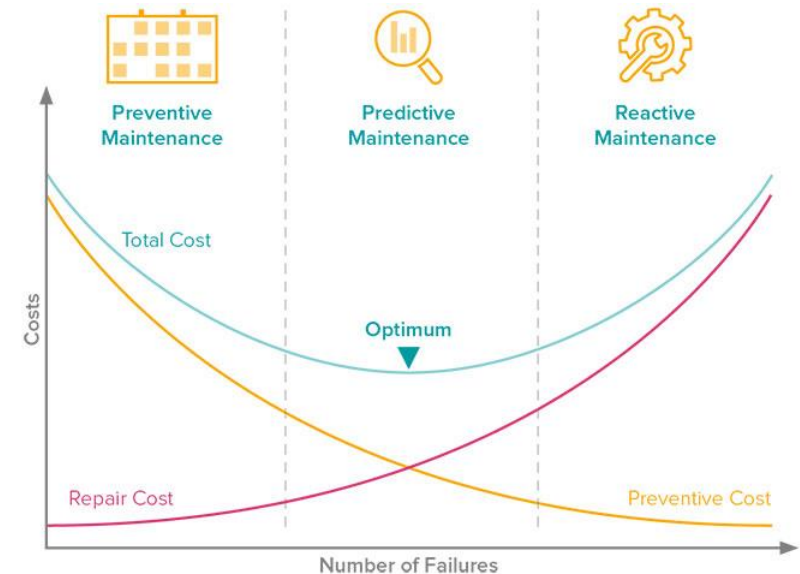 Preventive
Maintenance
Predictive
Maintenance
Reactive
Maintenance
Total Cost
Optimum
Costs
Repair Cost
Preventive Cost
Number of Failures